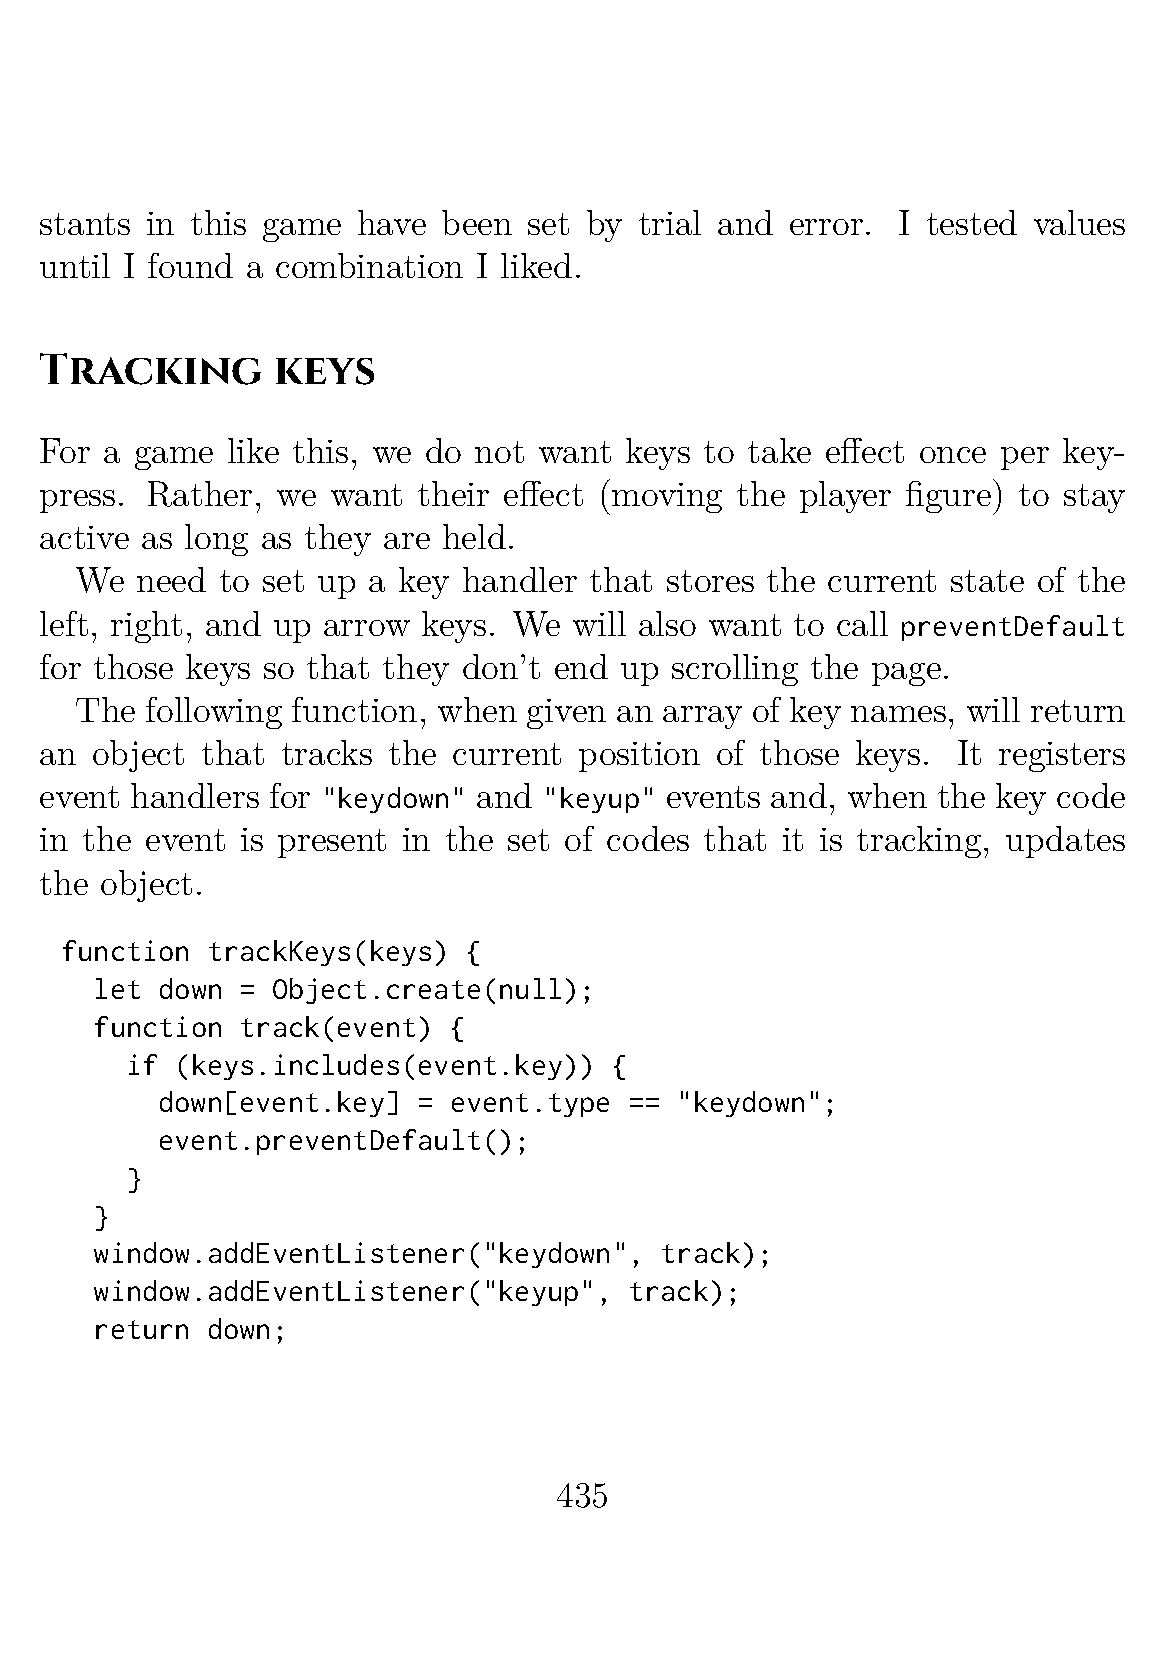 stants in this game have been set by trial and error. I tested values
until I found a combination I liked.
Tracking keys
For a game like this, we do not want keys to take effect once per key-
press. Rather, we want their effect (moving the player figure) to stay
active as long as they are held.
We need to set up a key handler that stores the current state of the
left, right, and up arrow keys. We will also want to call preventDefault
for those keys so that they don't end up scrolling the page.
The following function, when given an array of key names, will return
an object that tracks the current position of those keys. It registers
event handlers for "keydown" and "keyup" events and, when the key code
in the event is present in the set of codes that it is tracking, updates
the object.
function trackKeys(keys) {
  let down = Object.create(null);
  function track(event) {
    if (keys.includes(event.key)) {
      down[event.key] = event.type == "keydown";
      event.preventDefault();
    }
  }
  window.addEventListener("keydown", track);
  window.addEventListener("keyup", track);
  return down;
435